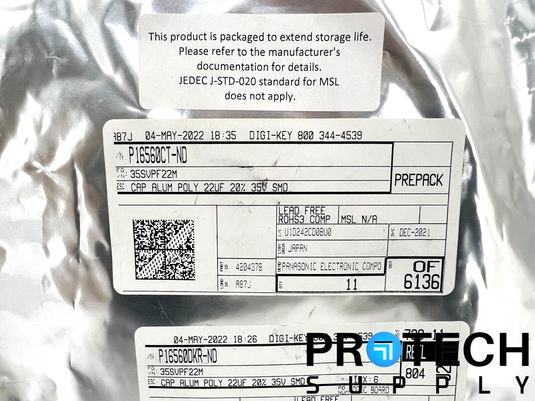 This product is packaged to extend storage life.
Please refer to the manufacturer's
documentation for details.
JEDEC J-STD-020 standard for MSL
does not apply.
AB7J 04-MAY-2022 18:35 DIGI-KEY 800 344-4539
P16560CT-ND
35SVPF22M
CAP ALUM POLY 22UF 20% 35V SMD
PREPACK
LEAD FREE
ROHS3 COMP MSL N/A
U1D242CD08U0 DEC-2021
JAPAN
4204378 PANASONIC ELECTRONIC COMPO OF
AB7J 11 6136
04-MAY-2022 18:26 DIGI-KEY
P16560DKR-ND
35SVPF22M
CAP ALUM POLY 22UF 20% 35V SMD
804
PROTECH
SUPPLY